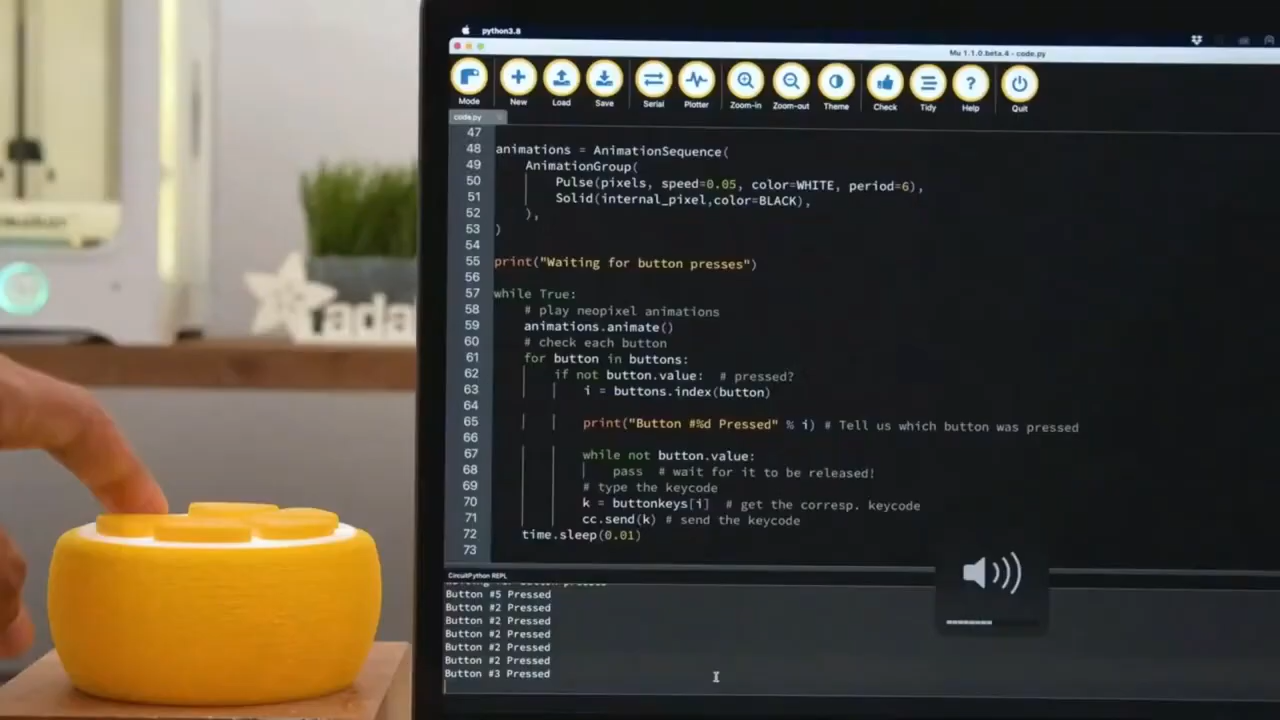 python3.8
Mu 1.1.0.beta.4 - code.py
Mode New Load Save Serial Plotter Zoom-in Zoom-out Theme Check Tidy Help Quit
code.py
47
48 animations = AnimationSequence(
49 AnimationGroup(
50 Pulse(pixels, speed=0.05, color=WHITE, period=6),
51 Solid(internal_pixel,color=BLACK),
52 ),
53 )
54
55 print("Waiting for button presses")
56
57 while True:
58 # play neopixel animations
59 animations.animate()
60 # check each button
61 for button in buttons:
62 if not button.value:  # pressed?
63 i = buttons.index(button)
64
65 print("Button #%d Pressed" % i) # Tell us which button was pressed
66
67 while not button.value:
68 pass  # wait for it to be released!
69 # type the keycode
70 k = buttonkeys[i]  # get the corresp. keycode
71 cc.send(k) # send the keycode
72 time.sleep(0.01)
73
CircuitPython REPL
Waiting for button presses
Button #5 Pressed
Button #2 Pressed
Button #2 Pressed
Button #2 Pressed
Button #2 Pressed
Button #2 Pressed
Button #3 Pressed